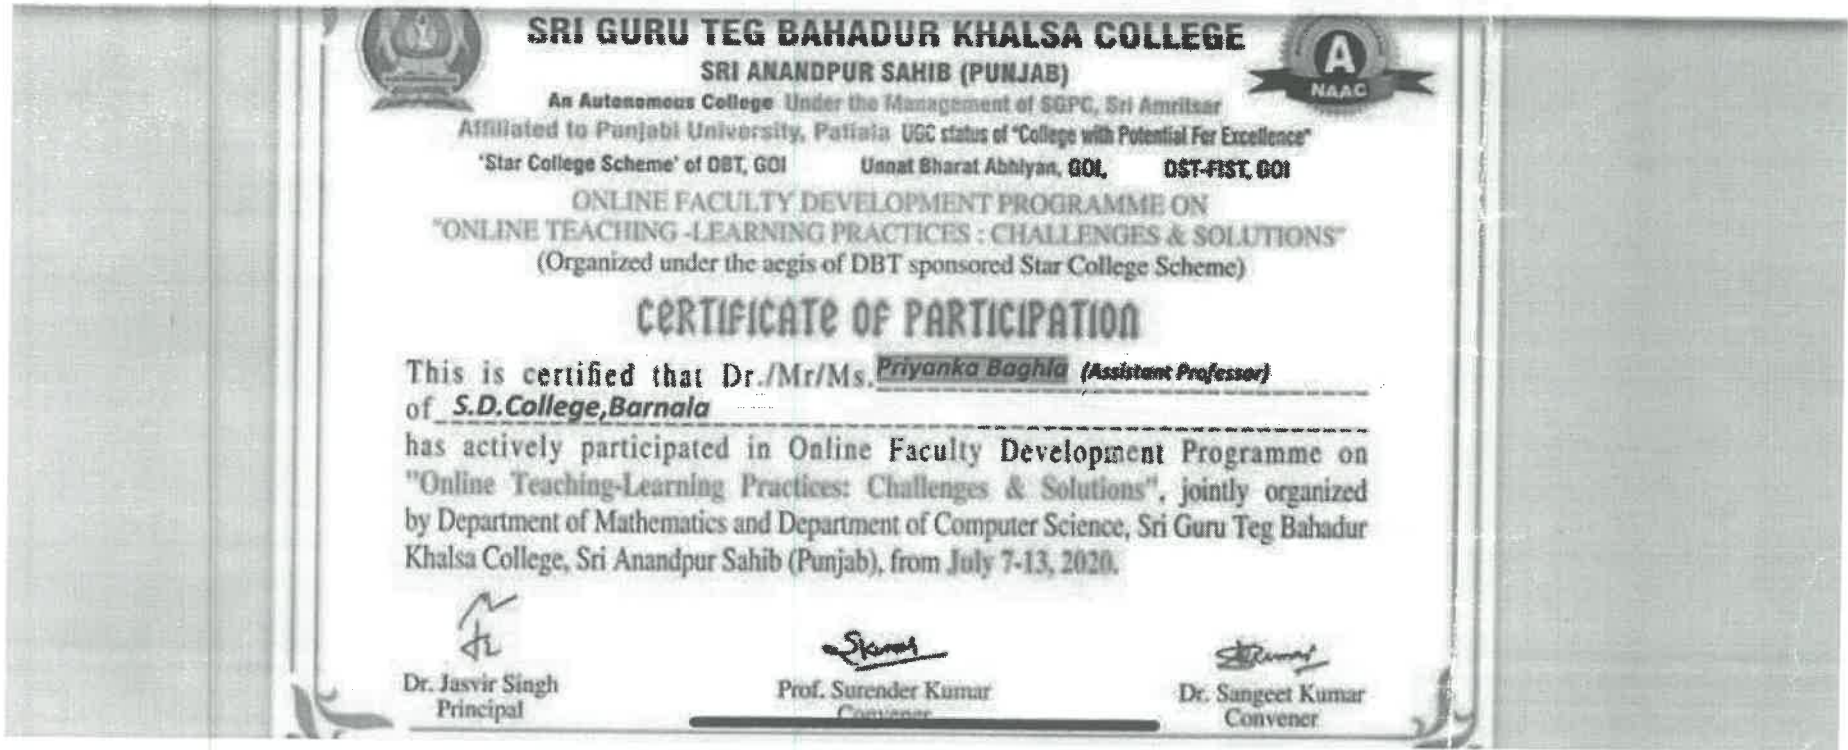 SRI GURU TEG BAHADUR KHALSA COLLEGE
A
NAAC
SRI ANANDPUR SAHIB (PUNJAB)
An Autonomous College Under the Management of SGPC, Sri Amritsar
Affiliated to Punjabi University, Patiala UGC status of "College with Potential For Excellence"
'Star College Scheme' of DBT, GOI Unnat Bharat Abhiyan, GOI, DST-FIST, GOI
ONLINE FACULTY DEVELOPMENT PROGRAMME ON
"ONLINE TEACHING -LEARNING PRACTICES : CHALLENGES & SOLUTIONS"
(Organized under the aegis of DBT sponsored Star College Scheme)
CERTIFICATE OF PARTICIPATION
This is certified that Dr./Mr/Ms. Priyanka Baghla (Assistant Professor)
of S.D.College,Barnala
has actively participated in Online Faculty Development Programme on
"Online Teaching-Learning Practices: Challenges & Solutions", jointly organized
by Department of Mathematics and Department of Computer Science, Sri Guru Teg Bahadur
Khalsa College, Sri Anandpur Sahib (Punjab), from July 7-13, 2020.
Dr. Jasvir Singh
Principal
Prof. Surender Kumar
Convener
Dr. Sangeet Kumar
Convener